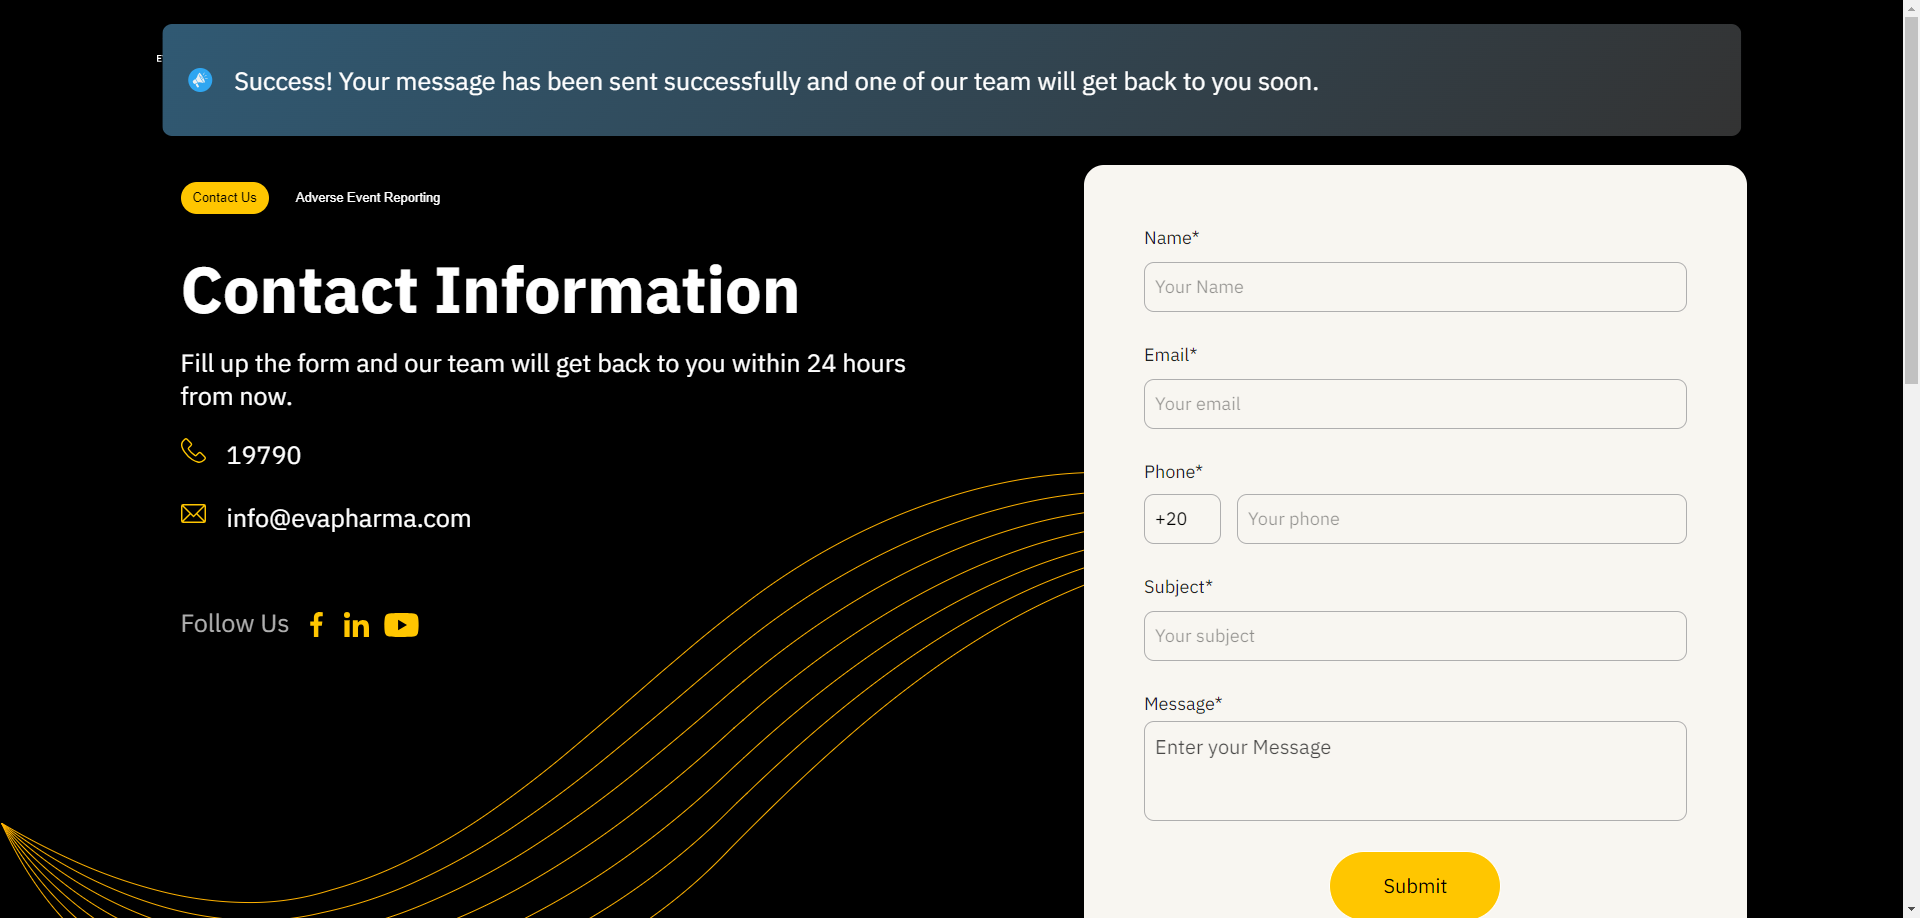 E
Success! Your message has been sent successfully and one of our team will get back to you soon.
Contact Us
Adverse Event Reporting
Contact Information
Fill up the form and our team will get back to you within 24 hours
from now.
19790
info@evapharma.com
Follow Us
Name*
Your Name
Email*
Your email
Phone*
+20
Your phone
Subject*
Your subject
Message*
Enter your Message
Submit